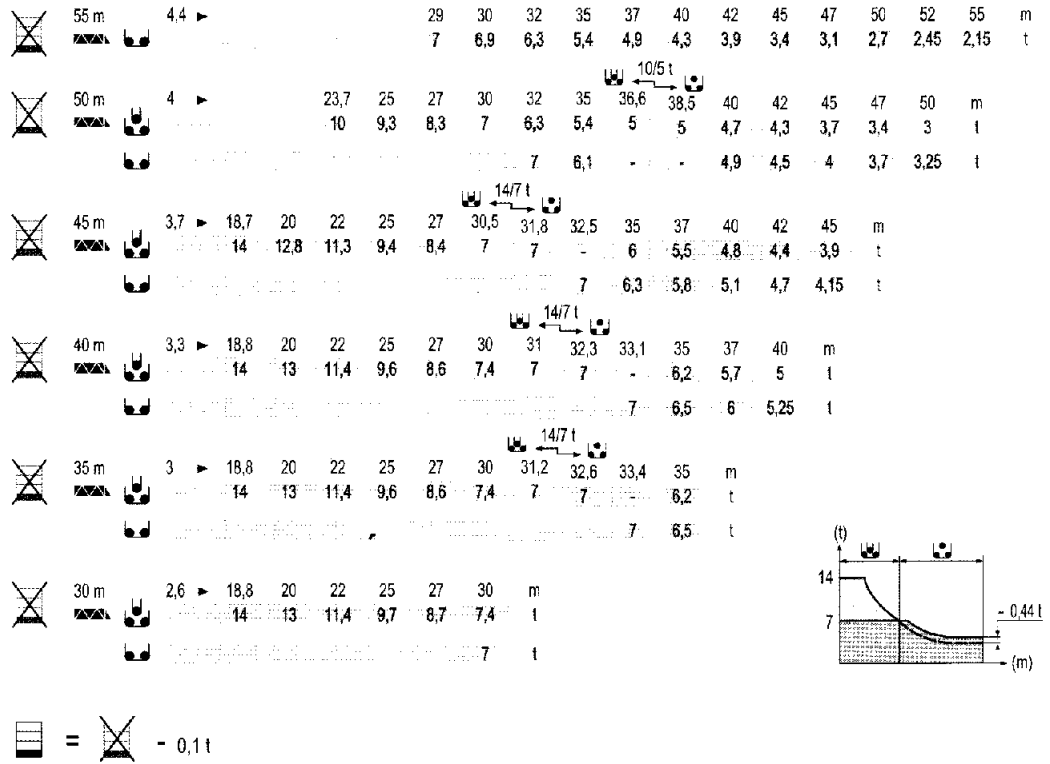 55 m 4,4 ► 29 30 32 35 37 40 42 45 47 50 52 55 m
7 6,9 6,3 5,4 4,9 4,3 3,9 3,4 3,1 2,7 2,45 2,15 t
10/5 t
50 m 4 ► 23,7 25 27 30 32 35 36,6 38,5 40 42 45 47 50 m
10 9,3 8,3 7 6,3 5,4 5 5 4,7 4,3 3,7 3,4 3 t
7 6,1 - - 4,9 4,5 4 3,7 3,25 t
14/7 t
45 m 3,7 ► 18,7 20 22 25 27 30,5 31,8 32,5 35 37 40 42 45 m
14 12,8 11,3 9,4 8,4 7 7 - 6 5,5 4,8 4,4 3,9 t
7 6,3 5,8 5,1 4,7 4,15 t
14/7 t
40 m 3,3 ► 18,8 20 22 25 27 30 31 32,3 33,1 35 37 40 m
14 13 11,4 9,6 8,6 7,4 7 7 - 6,2 5,7 5 t
7 6,5 6 5,25 t
14/7 t
35 m 3 ► 18,8 20 22 25 27 30 31,2 32,6 33,4 35 m
14 13 11,4 9,6 8,6 7,4 7 7 - 6,2 t
7 6,5 t
30 m 2,6 ► 18,8 20 22 25 27 30 m
14 13 11,4 9,7 8,7 7,4 t
7 t
(t)
14
7
- 0,44 t
(m)
= - 0,1 t